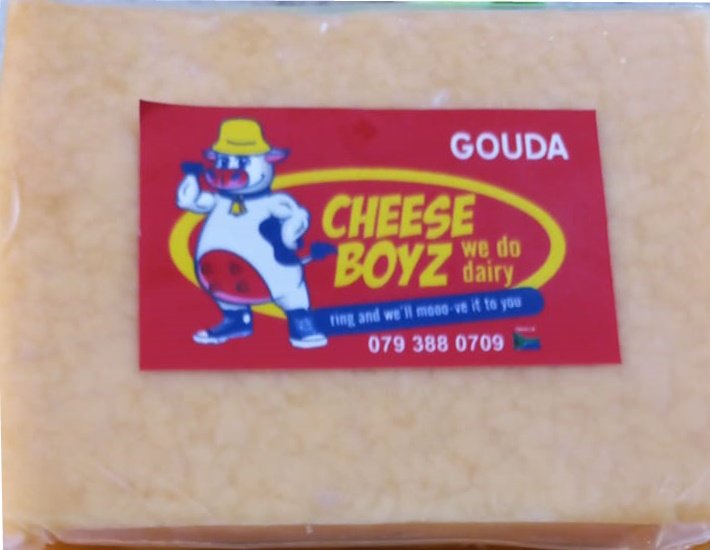 GOUDA
CHEESE
BOYZ
we do
dairy
ring and we'll mooo-ve it to you
079 388 0709